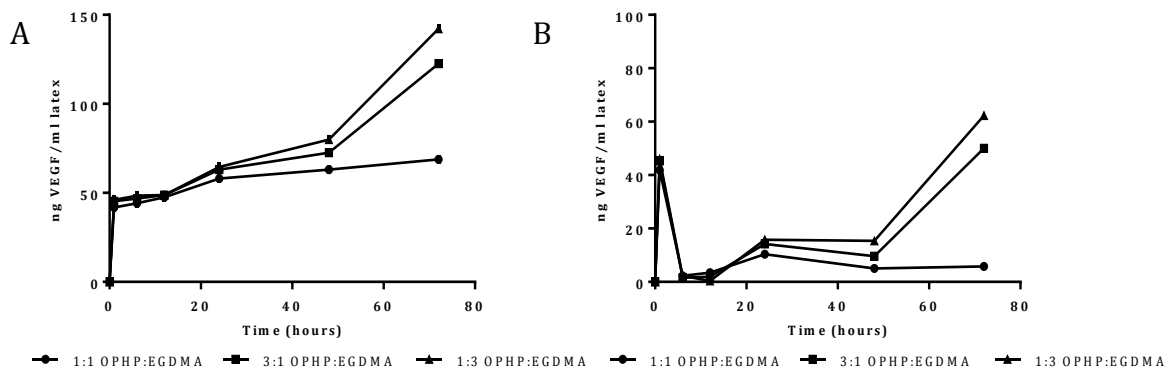 A
ng VEGF/ml latex
150
100
50
0
0 20 40 60 80
Time (hours)
1:1 OPHP:EGDMA 3:1 OPHP:EGDMA 1:3 OPHP:EGDMA
B
ng VEGF/ml latex
100
80
60
40
20
0
0 20 40 60 80
Time (hours)
1:1 OPHP:EGDMA 3:1 OPHP:EGDMA 1:3 OPHP:EGDMA